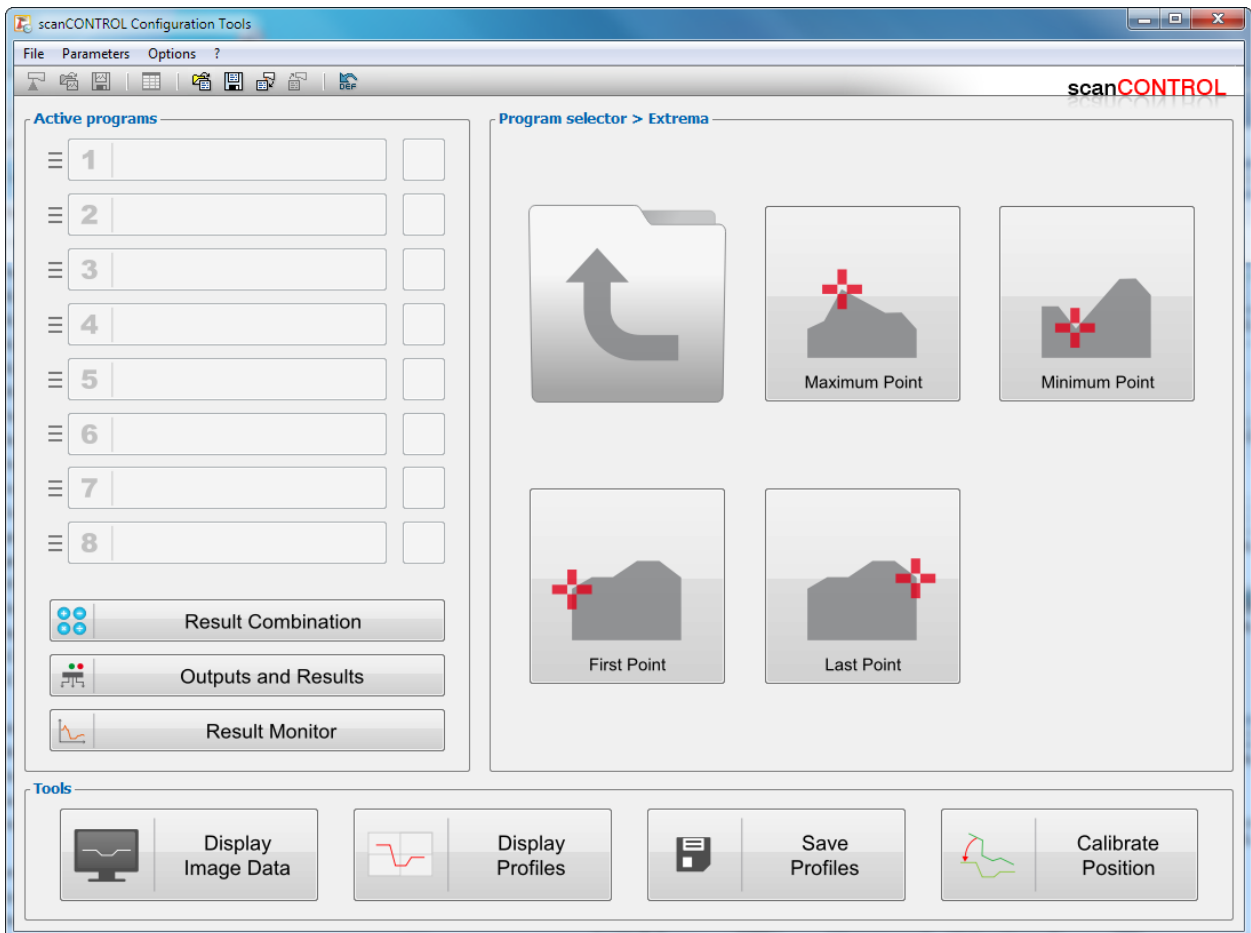 scanCONTROL Configuration Tools
File Parameters Options ?
DEF
scanCONTROL
Active programs
1
2
3
4
5
6
7
8
Result Combination
Outputs and Results
Result Monitor
Program selector > Extrema
Maximum Point
Minimum Point
First Point
Last Point
Tools
Display
Image Data
Display
Profiles
Save
Profiles
Calibrate
Position